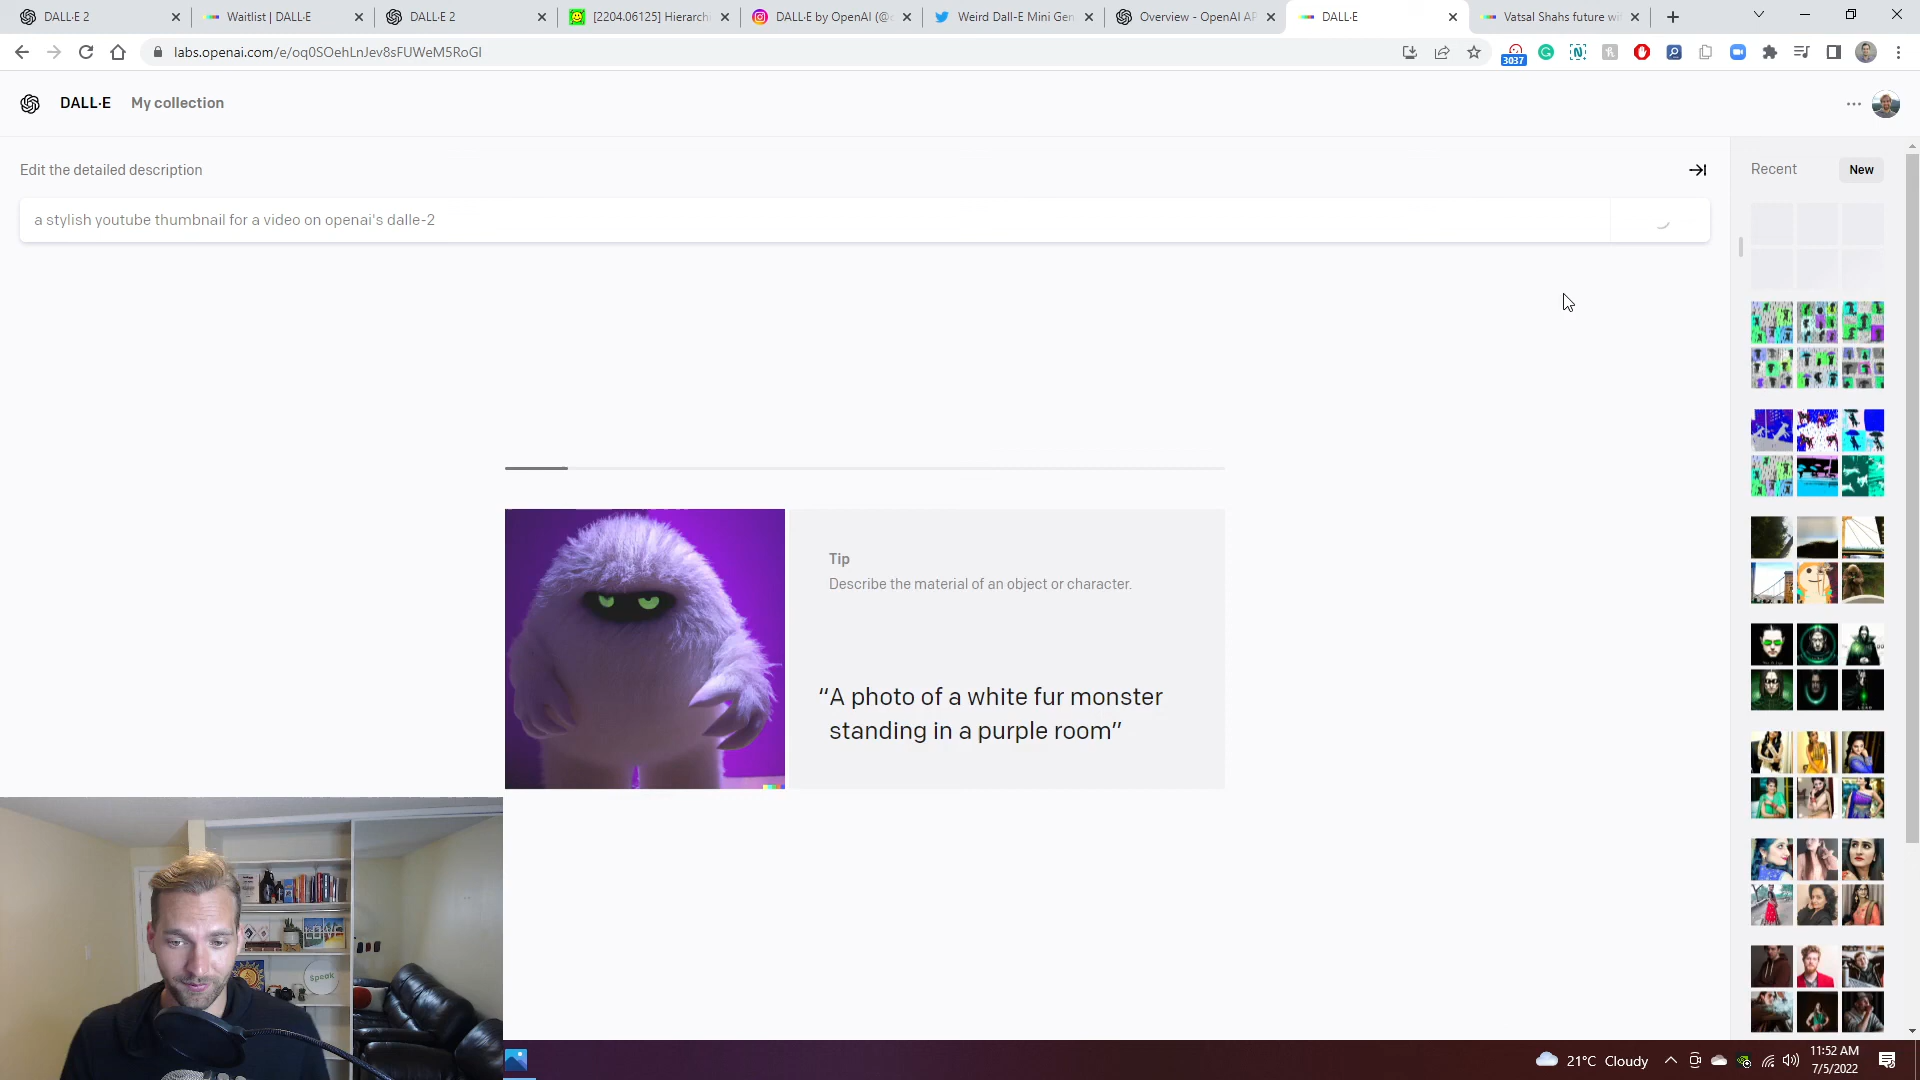 DALL·E 2
Waitlist | DALL·E
DALL·E 2
[2204.06125] Hierarch
DALL·E by OpenAI (@
Weird Dall-E Mini Gen
Overview - OpenAI AP
DALL·E
Vatsal Shahs future wi
labs.openai.com/e/oq0SOehLnJev8sFUWeM5RoGI
3037
DALL·E
My collection
Edit the detailed description
Recent
New
a stylish youtube thumbnail for a video on openai's dalle-2
Tip
Describe the material of an object or character.
“A photo of a white fur monster
standing in a purple room”
Speak
21°C Cloudy
11:52 AM
7/5/2022